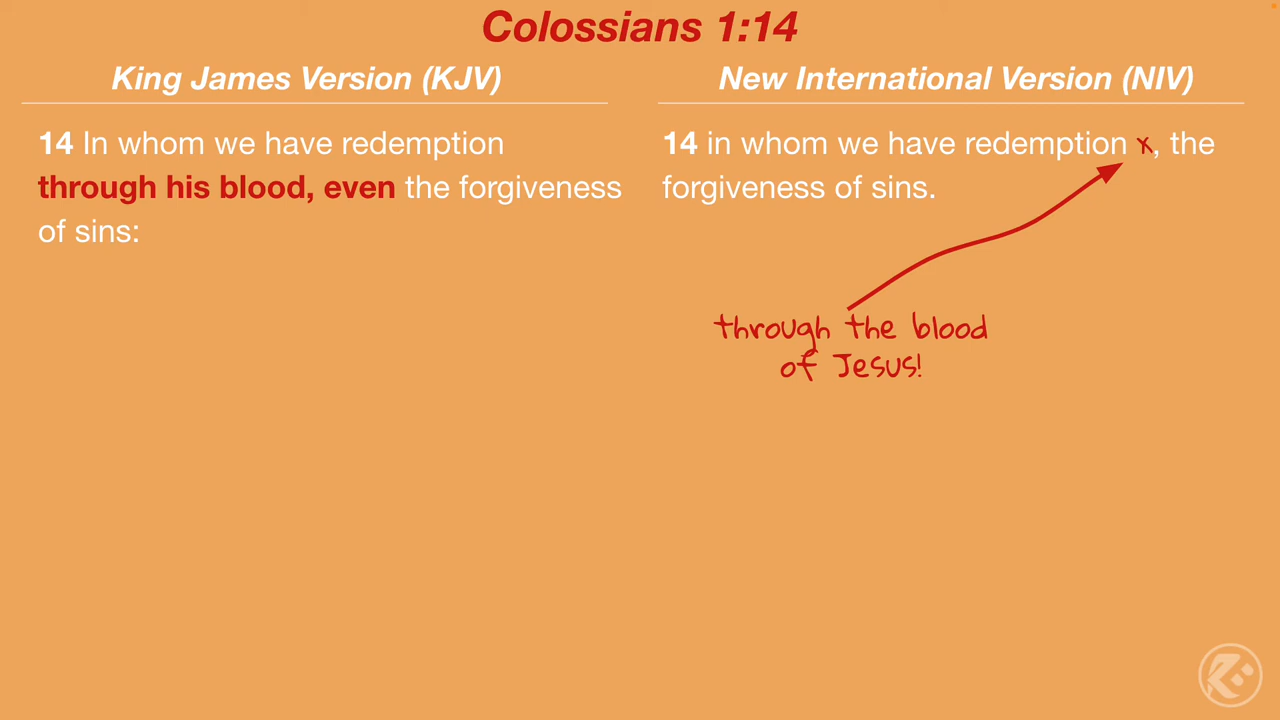 Colossians 1:14
King James Version (KJV)
14 In whom we have redemption
through his blood, even the forgiveness
of sins:
New International Version (NIV)
14 in whom we have redemption x, the
forgiveness of sins.
through the blood
of Jesus!